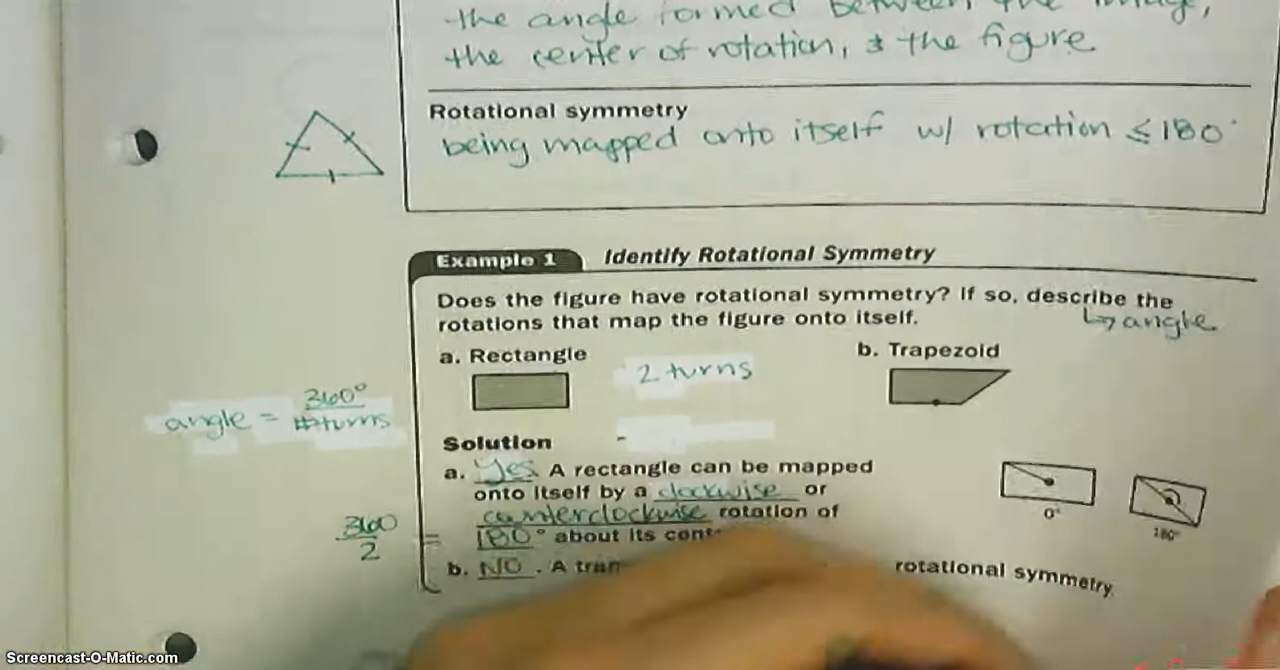 the angle formed between the image,
the center of rotation, & the figure
Rotational symmetry
being mapped onto itself w/ rotation ≤ 180°
Example 1 Identify Rotational Symmetry
Does the figure have rotational symmetry? If so, describe the
rotations that map the figure onto itself.
↳ angle
a. Rectangle
2 turns
b. Trapezoid
angle = 360° / # turns
Solution
a. Yes. A rectangle can be mapped
onto itself by a clockwise or
counterclockwise rotation of
360 / 2 = 180° about its
0°
180°
b. NO. A
rotational symmetry.
Screencast-O-Matic.com